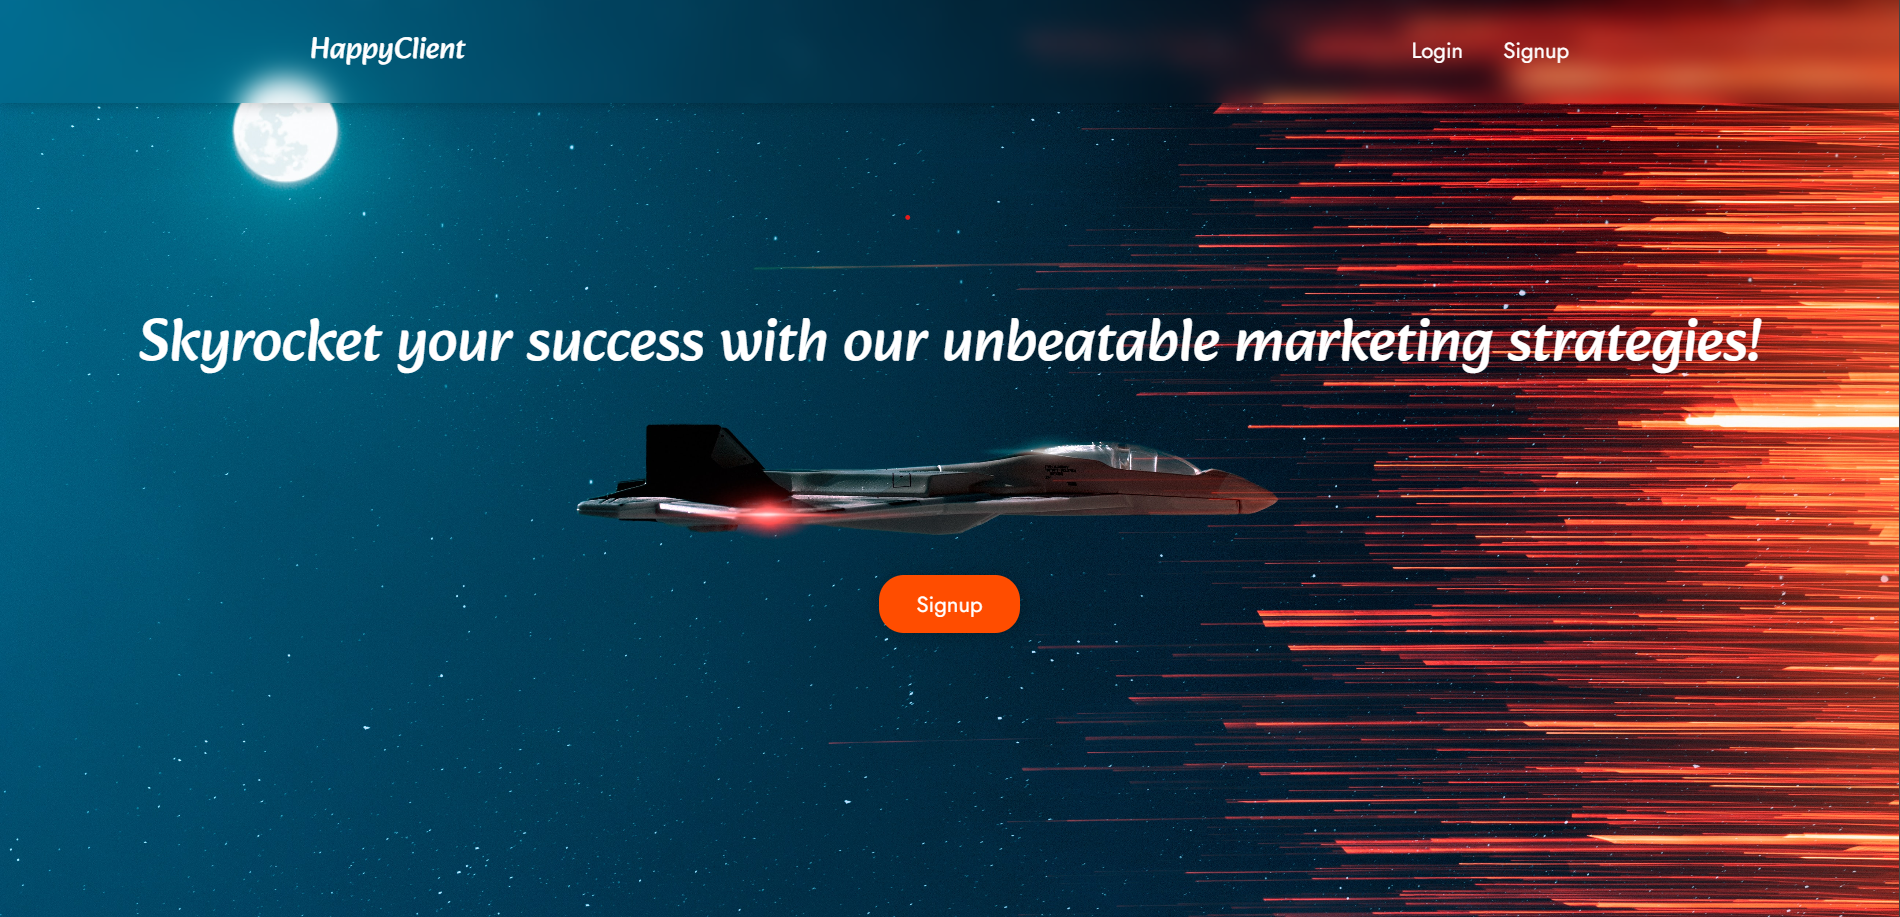 HappyClient
Login Signup
Skyrocket your success with our unbeatable marketing strategies!
Signup